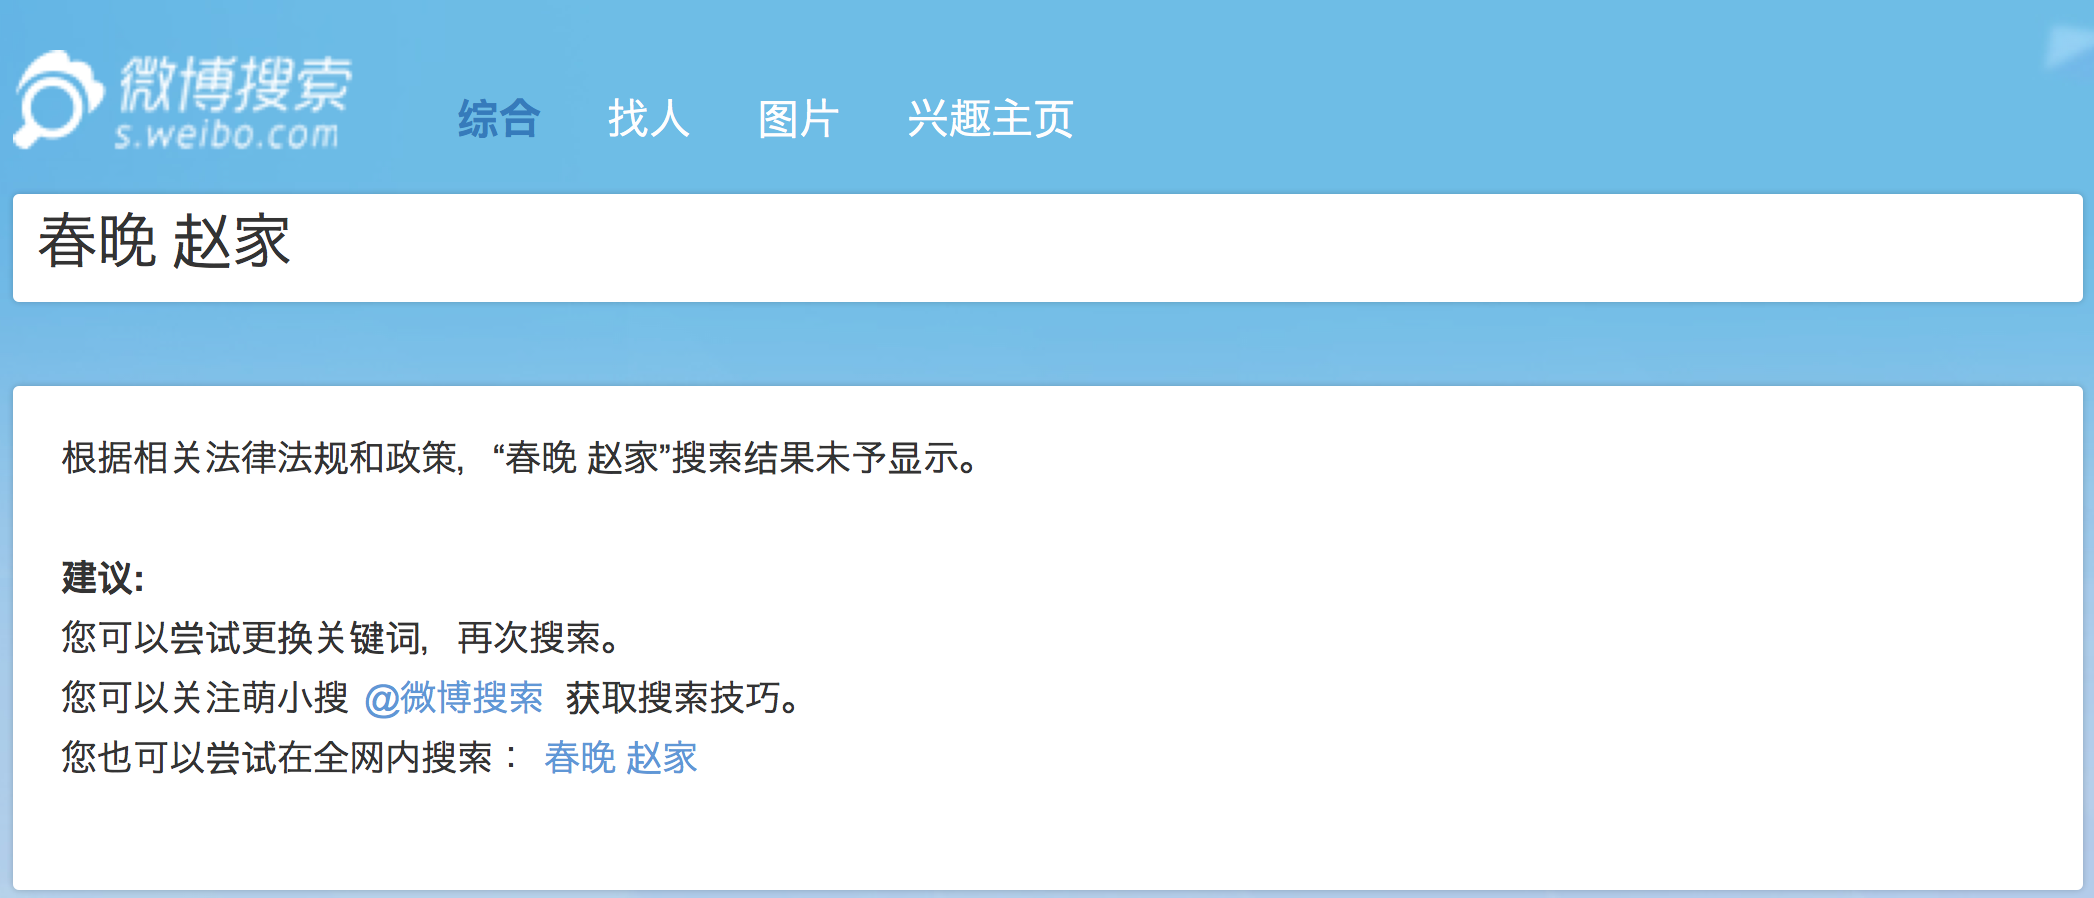 微博搜索
s.weibo.com
综合 找人 图片 兴趣主页
春晚 赵家
根据相关法律法规和政策,“春晚 赵家”搜索结果未予显示。
建议:
您可以尝试更换关键词,再次搜索。
您可以关注萌小搜 @微博搜索 获取搜索技巧。
您也可以尝试在全网内搜索: 春晚 赵家